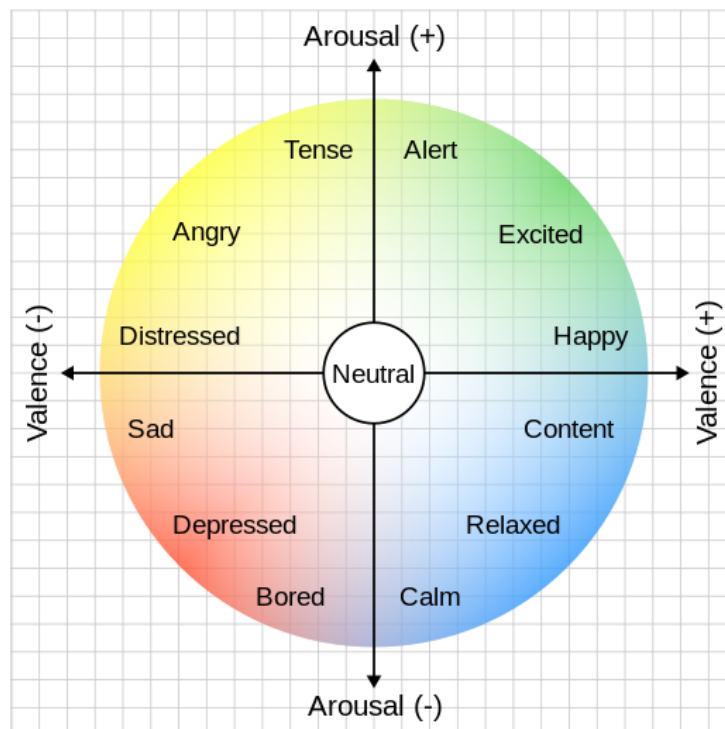 Arousal (+)
Tense
Alert
Angry
Excited
Distressed
Happy
Valence (-)
Neutral
Valence (+)
Sad
Content
Depressed
Relaxed
Bored
Calm
Arousal (-)